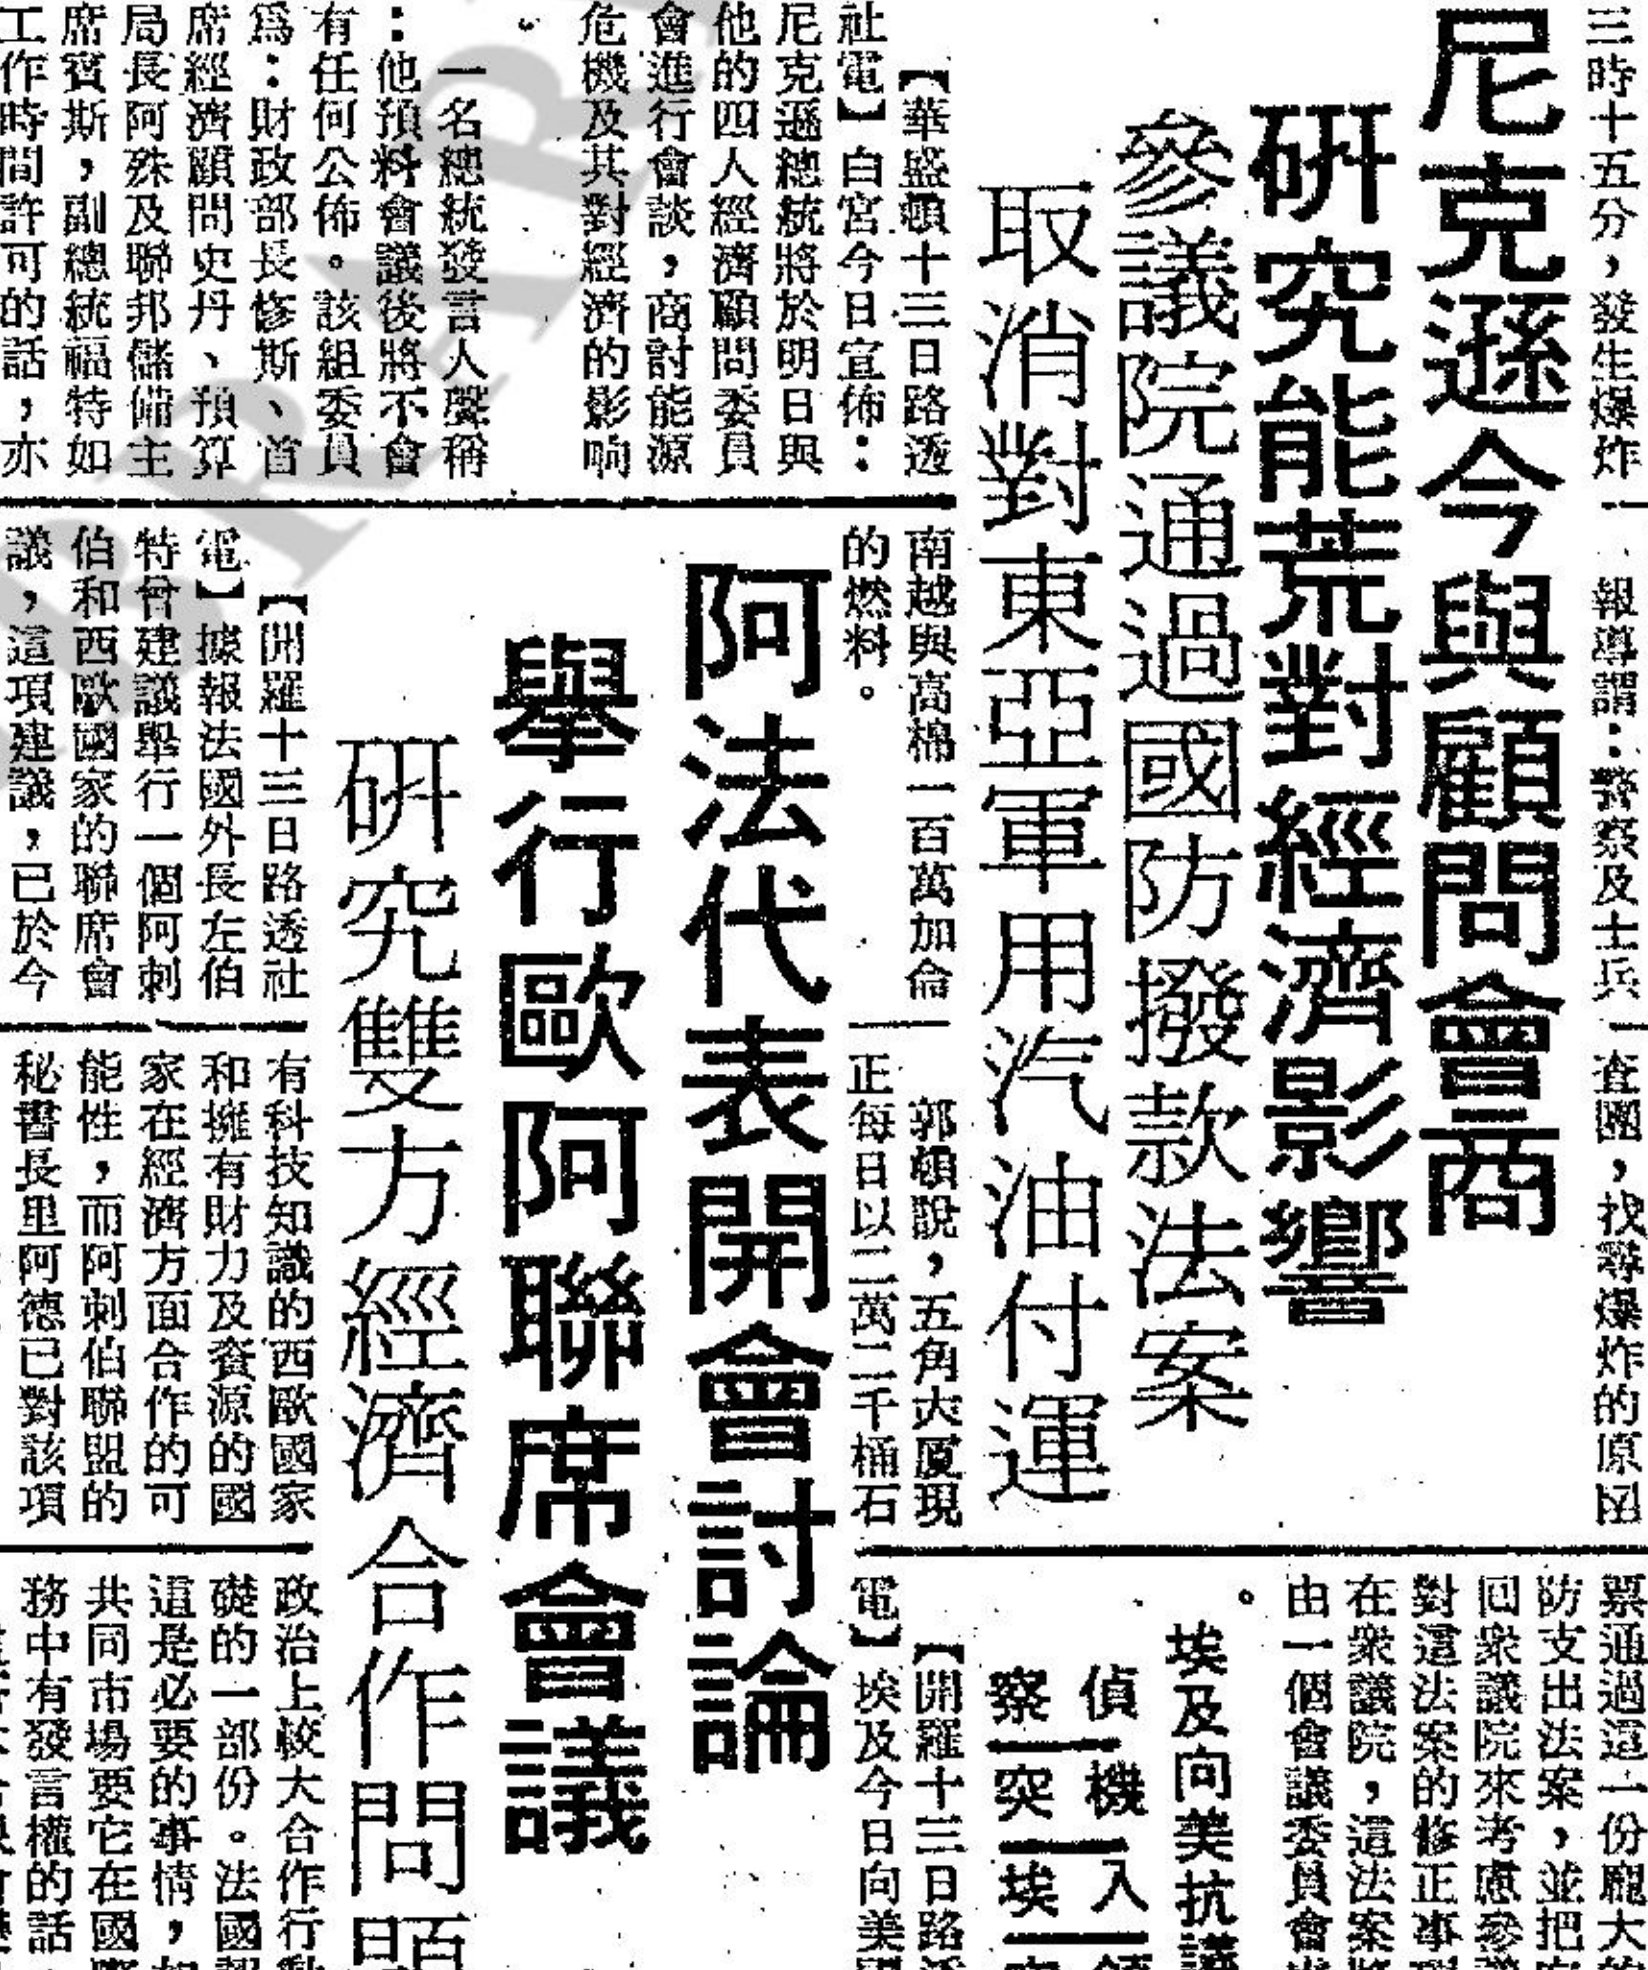 三時十五分，發生爆炸
報導謂：警察及士兵
查團，找尋爆炸的原因
尼克遜今與顧問會商
研究能荒對經濟影響
參議院通過國防撥款法案
取消對東亞軍用汽油付運
【華盛頓十三日路透
社電】白宮今日宣佈：
尼克遜總統將於明日與
他的四人經濟顧問委員
會進行會談，商討能源
危機及其對經濟的影响
。
一名總統發言人聲稱
：他預料會議後將不會
有任何公佈。該組委員
爲：財政部長修斯、首
席經濟顧問史丹、預算
局長阿殊及聯邦儲備主
席賓斯，副總統福特如
工作時間許可的話，亦
南越與高棉一百萬加侖
的燃料。
郭頓說，五角大厦現
正每日以二萬二千桶石
阿法代表開會討論
舉行歐阿聯席會議
研究雙方經濟合作問題
【開羅十三日路透社
電】據報法國外長左伯
特曾建議舉行一個阿刺
伯和西歐國家的聯席會
議，這項建議，已於今
有科技知識的西歐國家
和擁有財力及資源的國
家在經濟方面合作的可
能性，而阿刺伯聯盟的
秘書長里阿德已對該項
政治上較大合作行動
礎的一部份。法國認
這是必要的事情，如
共同市場要它在國際
務中有發言權的話
票通過這一份龐大的
防支出法案，並把它
回衆議院來考慮參議
對這法案的修正事項
在衆議院，這法案將
由一個會議委員會
。
埃及向美抗議
偵機入領
察突埃
【開羅十三日路透
電】埃及今日向美國